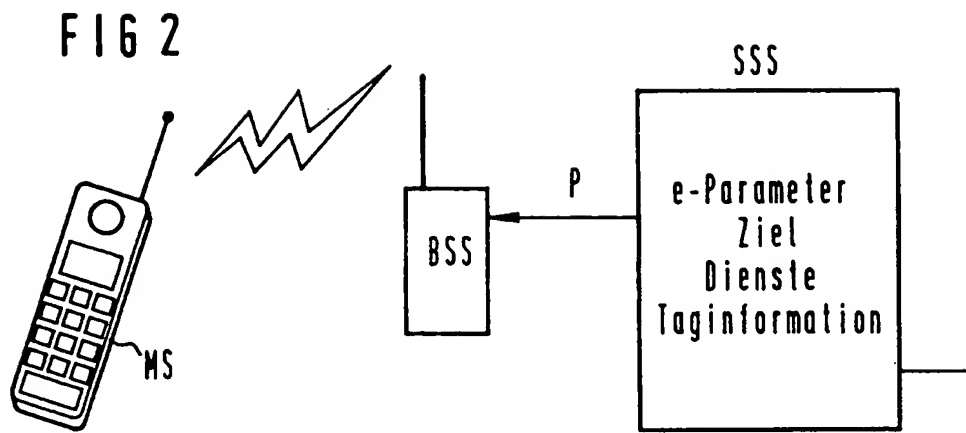 FIG 2
SSS
P
BSS
e-Parameter
Ziel
Dienste
Taginformation
MS